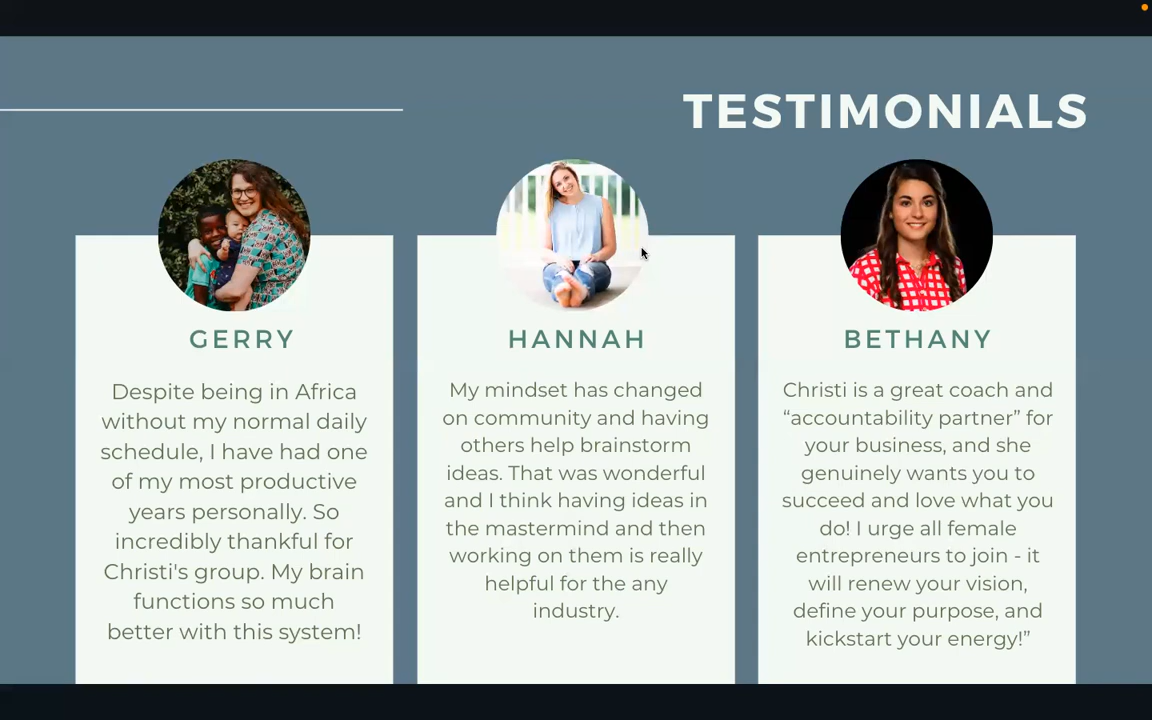 TESTIMONIALS
GERRY
Despite being in Africa
without my normal daily
schedule, I have had one
of my most productive
years personally. So
incredibly thankful for
Christi's group. My brain
functions so much
better with this system!
HANNAH
My mindset has changed
on community and having
others help brainstorm
ideas. That was wonderful
and I think having ideas in
the mastermind and then
working on them is really
helpful for the any
industry.
BETHANY
Christi is a great coach and
“accountability partner” for
your business, and she
genuinely wants you to
succeed and love what you
do! I urge all female
entrepreneurs to join - it
will renew your vision,
define your purpose, and
kickstart your energy!”